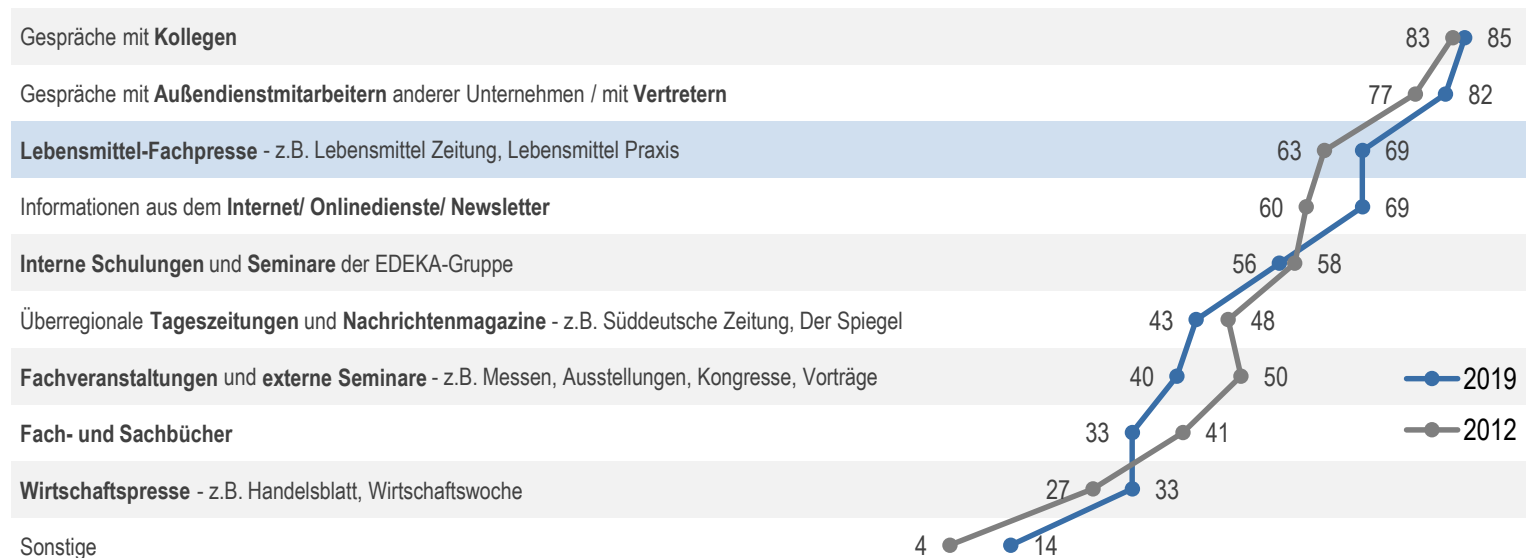 Gespräche mit Kollegen 83 85
Gespräche mit Außendienstmitarbeitern anderer Unternehmen / mit Vertretern 77 82
Lebensmittel-Fachpresse - z.B. Lebensmittel Zeitung, Lebensmittel Praxis 63 69
Informationen aus dem Internet/ Onlinedienste/ Newsletter 60 69
Interne Schulungen und Seminare der EDEKA-Gruppe 56 58
Überregionale Tageszeitungen und Nachrichtenmagazine - z.B. Süddeutsche Zeitung, Der Spiegel 43 48
Fachveranstaltungen und externe Seminare - z.B. Messen, Ausstellungen, Kongresse, Vorträge 40 50 2019
Fach- und Sachbücher 33 41 2012
Wirtschaftspresse - z.B. Handelsblatt, Wirtschaftswoche 27 33
Sonstige 4 14